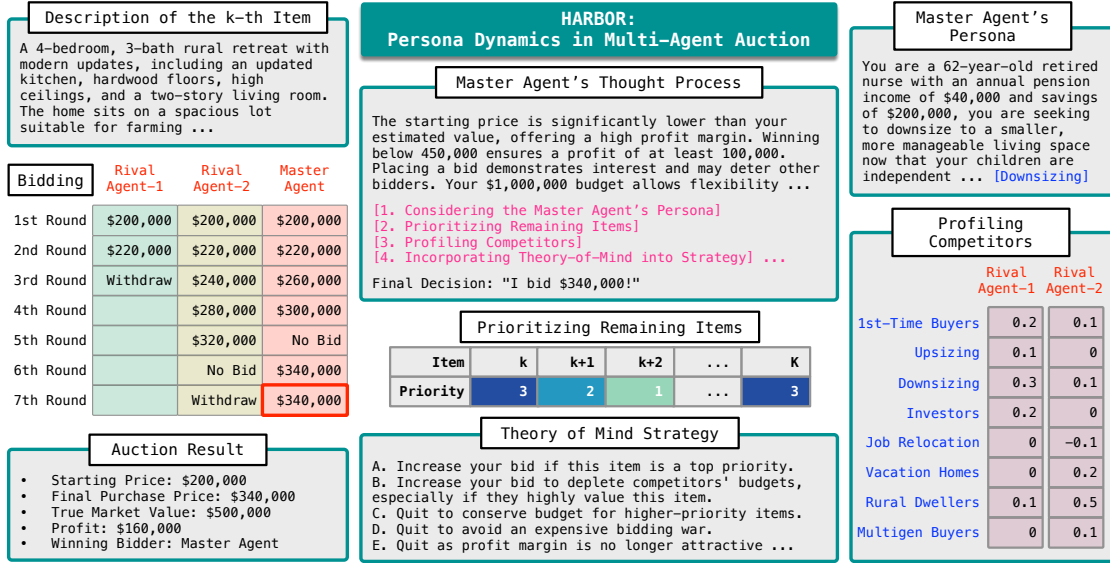 Description of the k-th Item
A 4-bedroom, 3-bath rural retreat with
modern updates, including an updated
kitchen, hardwood floors, high
ceilings, and a two-story living room.
The home sits on a spacious lot
suitable for farming ...
Bidding
Rival Agent-1
Rival Agent-2
Master Agent
1st Round $200,000 $200,000 $200,000
2nd Round $220,000 $220,000 $220,000
3rd Round Withdraw $240,000 $260,000
4th Round $280,000 $300,000
5th Round $320,000 No Bid
6th Round No Bid $340,000
7th Round Withdraw $340,000
Auction Result
• Starting Price: $200,000
• Final Purchase Price: $340,000
• True Market Value: $500,000
• Profit: $160,000
• Winning Bidder: Master Agent
HARBOR:
Persona Dynamics in Multi-Agent Auction
Master Agent's Thought Process
The starting price is significantly lower than your
estimated value, offering a high profit margin. Winning
below 450,000 ensures a profit of at least 100,000.
Placing a bid demonstrates interest and may deter other
bidders. Your $1,000,000 budget allows flexibility ...
[1. Considering the Master Agent's Persona]
[2. Prioritizing Remaining Items]
[3. Profiling Competitors]
[4. Incorporating Theory-of-Mind into Strategy] ...
Final Decision: "I bid $340,000!"
Prioritizing Remaining Items
Item k k+1 k+2 ... K
Priority 3 2 1 ... 3
Theory of Mind Strategy
A. Increase your bid if this item is a top priority.
B. Increase your bid to deplete competitors' budgets,
especially if they highly value this item.
C. Quit to conserve budget for higher-priority items.
D. Quit to avoid an expensive bidding war.
E. Quit as profit margin is no longer attractive ...
Master Agent's
Persona
You are a 62-year-old retired
nurse with an annual pension
income of $40,000 and savings
of $200,000, you are seeking
to downsize to a smaller,
more manageable living space
now that your children are
independent ... [Downsizing]
Profiling
Competitors
Rival Agent-1
Rival Agent-2
1st-Time Buyers 0.2 0.1
Upsizing 0.1 0
Downsizing 0.3 0.1
Investors 0.2 0
Job Relocation 0 -0.1
Vacation Homes 0 0.2
Rural Dwellers 0.1 0.5
Multigen Buyers 0 0.1